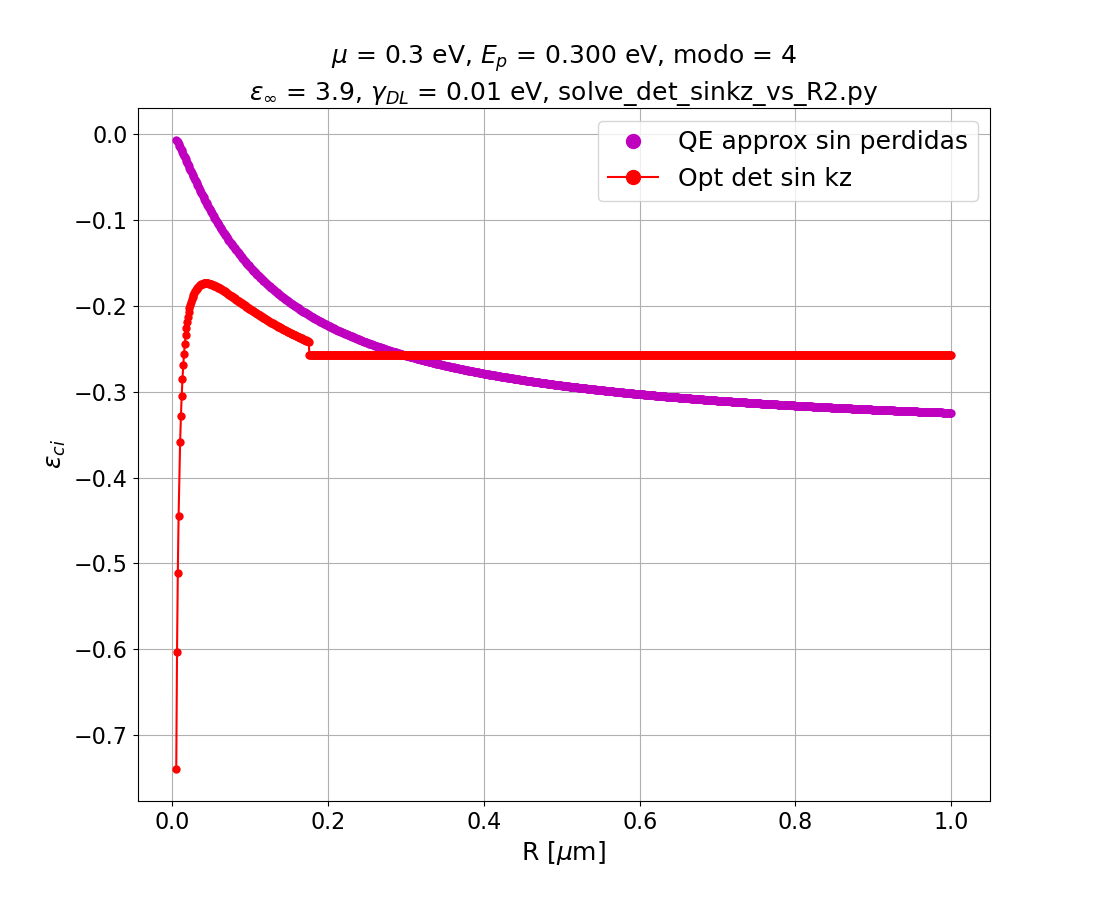 μ = 0.3 eV, E_p = 0.300 eV, modo = 4
ε_∞ = 3.9, γ_DL = 0.01 eV, solve_det_sinkz_vs_R2.py
QE approx sin perdidas
Opt det sin kz
0.0
−0.1
−0.2
−0.3
−0.4
−0.5
−0.6
−0.7
ε_ci
0.0 0.2 0.4 0.6 0.8 1.0
R [μm]